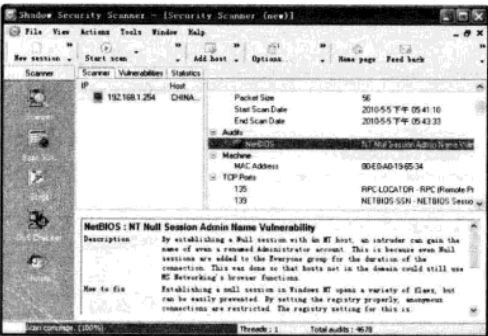 Shadow Security Scanner - [Security Scanner (new)]
File View Actions Tools Window Help
New session Start scan Add host Options Home page Feed back
Scanner
Scanner Vulnerabilities Statistics
IP Host
192.168.1.254 CHINA...
Packet Size 56
Start Scan Date 2010-5-5 下午 05:41:10
End Scan Date 2010-5-5 下午 05:43:33
Audits
NetBIOS NT Null Session Admin Name Vulne
Machine
MAC Address 00-E0-A0-19-65-34
TCP Ports
135 RPC-LOCATOR - RPC (Remote Pr
139 NETBIOS-SSN - NETBIOS Sessio
NetBIOS : NT Null Session Admin Name Vulnerability
Description By establishing a Null session with an NT host, an intruder can gain the
name of even a renamed Administrator account. This is because even Null
sessions are added to the Everyone group for the duration of the
connection. This was done so that hosts not in the domain could still use
MS Networking's browser functions.
How to fix Establishing a null session in Windows NT opens a variety of flaws, but
can be easily prevented. By setting the registry properly, anonymous
connections are restricted. The registry setting for this is:
Scan complete. (100%) Threads : 1 Total audits : 4678